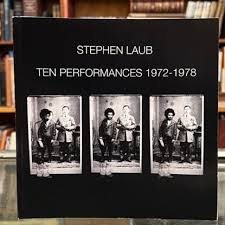 STEPHEN LAUB
TEN PERFORMANCES 1972-1978